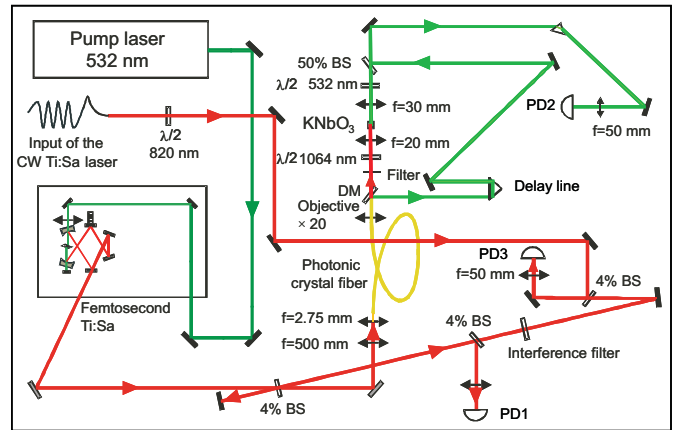 Pump laser
532 nm
50% BS
λ/2 532 nm
f=30 mm
PD2
f=50 mm
KNbO3
f=20 mm
λ/2 1064 nm
Filter
DM
Delay line
Objective
× 20
λ/2
820 nm
Input of the
CW Ti:Sa laser
Photonic
crystal fiber
PD3
f=50 mm
4% BS
Femtosecond
Ti:Sa
f=2.75 mm
f=500 mm
4% BS
Interference filter
4% BS
PD1